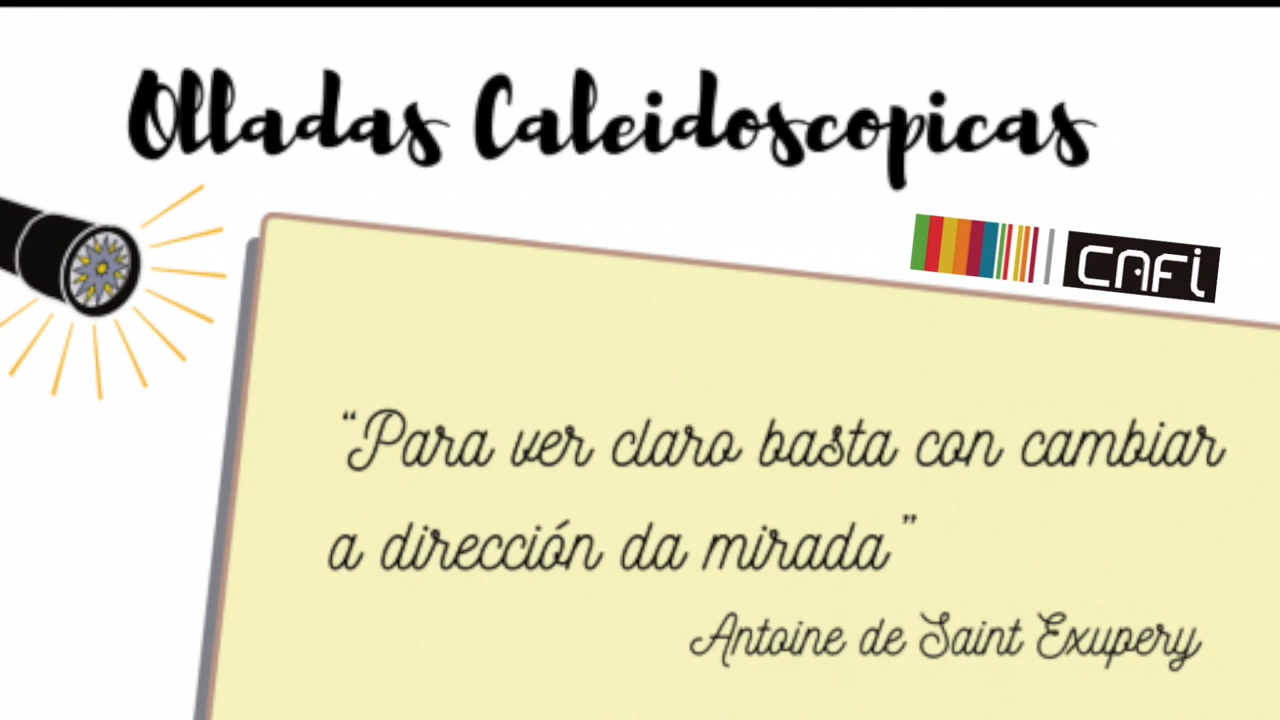 Olladas Caleidoscopicas
CAFi
“Para ver claro basta con cambiar
a dirección da mirada”
Antoine de Saint Exupery